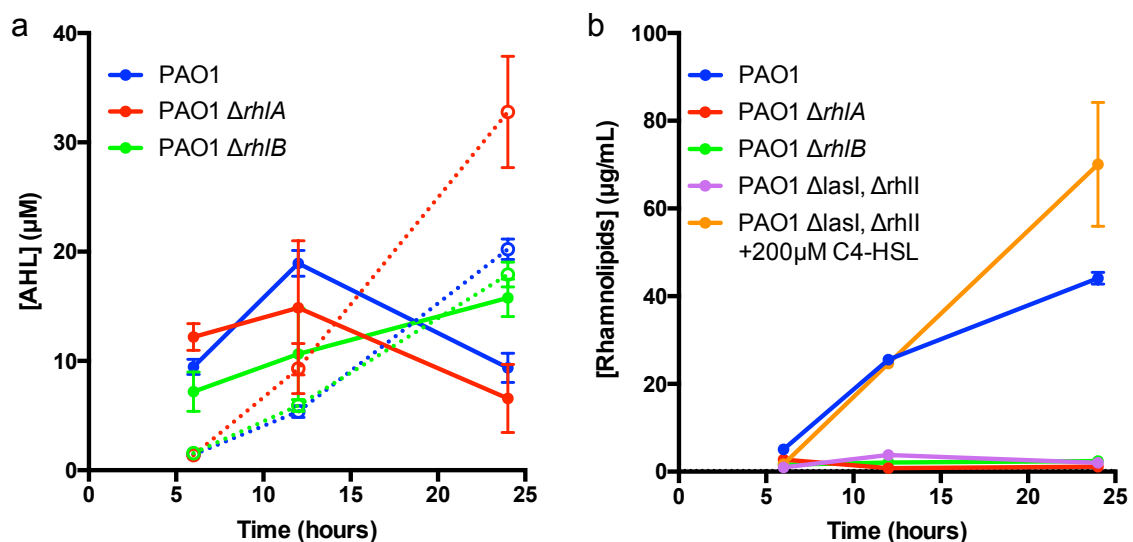 a
[AHL] (µM)
40
30
20
10
0
PAO1
PAO1 ΔrhlA
PAO1 ΔrhlB
0
5
10
15
20
25
Time (hours)
b
[Rhamnolipids] (µg/mL)
100
80
60
40
20
0
PAO1
PAO1 ΔrhlA
PAO1 ΔrhlB
PAO1 ΔlasI, ΔrhlI
PAO1 ΔlasI, ΔrhlI
+200µM C4-HSL
0
5
10
15
20
25
Time (hours)